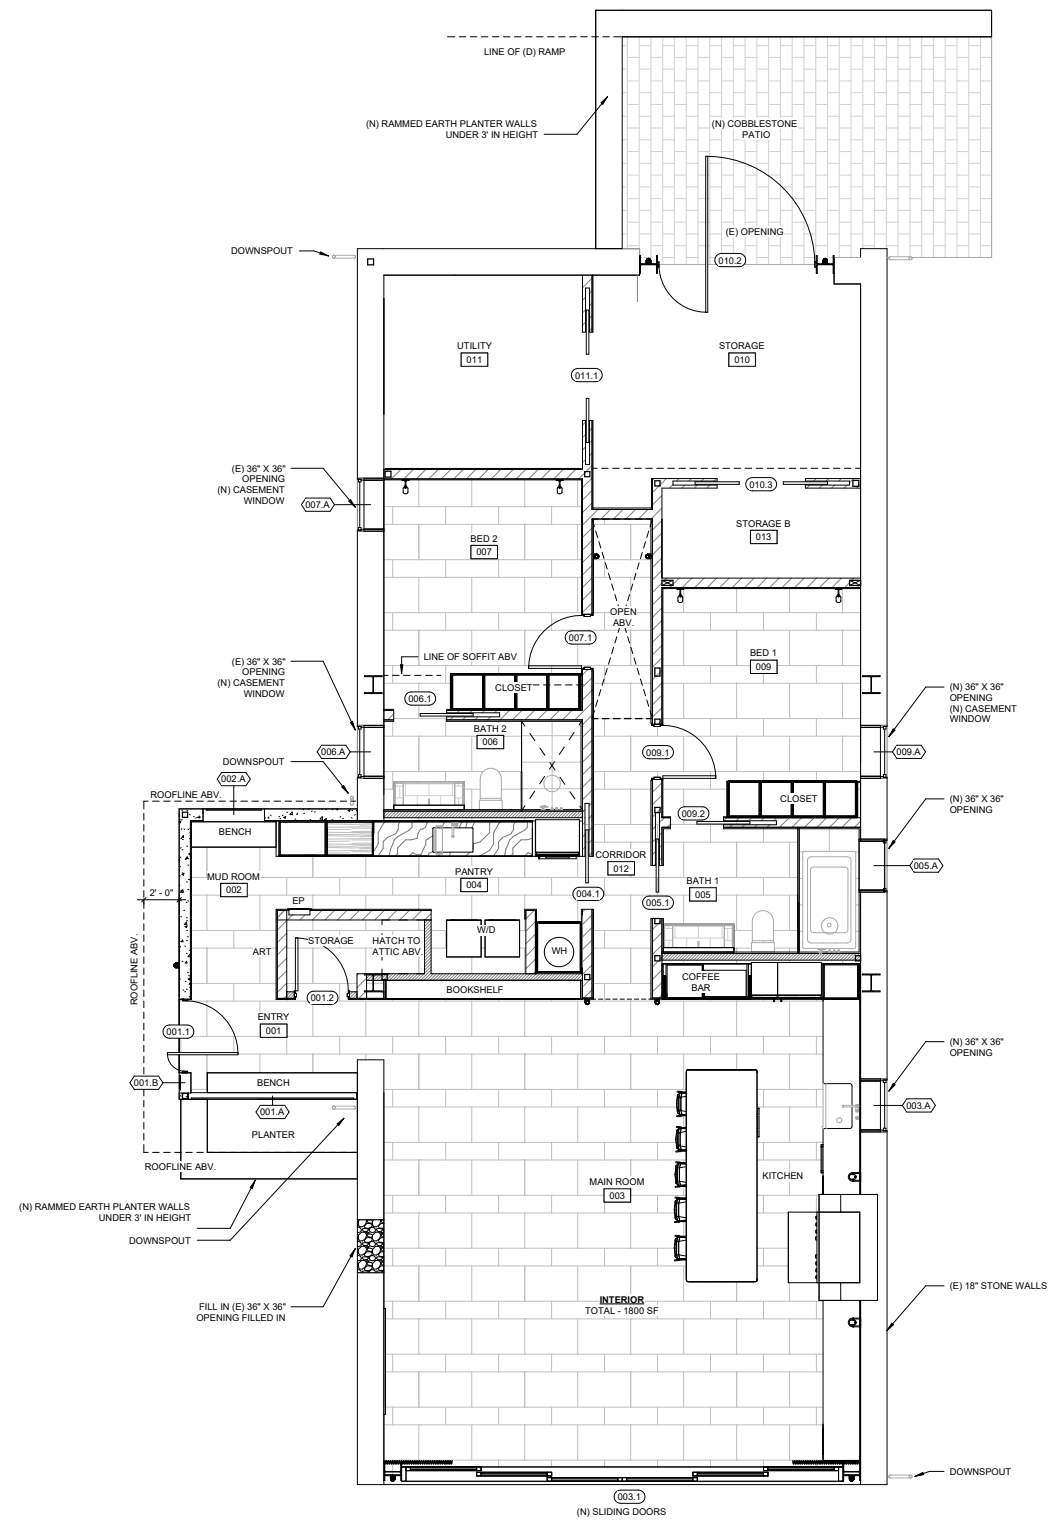 LINE OF (D) RAMP
(N) RAMMED EARTH PLANTER WALLS
UNDER 3' IN HEIGHT
(N) COBBLESTONE
PATIO
(E) OPENING
DOWNSPOUT
010.2
UTILITY
011
STORAGE
010
011.1
(E) 36" X 36"
OPENING
(N) CASEMENT
WINDOW
007.A
010.3
STORAGE B
013
BED 2
007
OPEN
ABV.
007.1
BED 1
009
LINE OF SOFFIT ABV
(E) 36" X 36"
OPENING
(N) CASEMENT
WINDOW
CLOSET
006.1
(N) 36" X 36"
OPENING
(N) CASEMENT
WINDOW
BATH 2
006
006.A
009.1
009.A
DOWNSPOUT
X
002.A
ROOFLINE ABV.
CLOSET
(N) 36" X 36"
OPENING
009.2
BENCH
CORRIDOR
012
005.A
MUD ROOM
002
PANTRY
004
BATH 1
005
2' - 0"
004.1
005.1
EP
W/D
ART
STORAGE
HATCH TO
ATTIC ABV.
WH
ROOFLINE ABV.
COFFEE
BAR
001.2
BOOKSHELF
ENTRY
001
001.1
(N) 36" X 36"
OPENING
001.B
BENCH
001.A
003.A
PLANTER
ROOFLINE ABV.
MAIN ROOM
003
KITCHEN
(N) RAMMED EARTH PLANTER WALLS
UNDER 3' IN HEIGHT
DOWNSPOUT
(E) 18" STONE WALLS
INTERIOR
TOTAL - 1800 SF
FILL IN (E) 36" X 36"
OPENING FILLED IN
DOWNSPOUT
003.1
(N) SLIDING DOORS